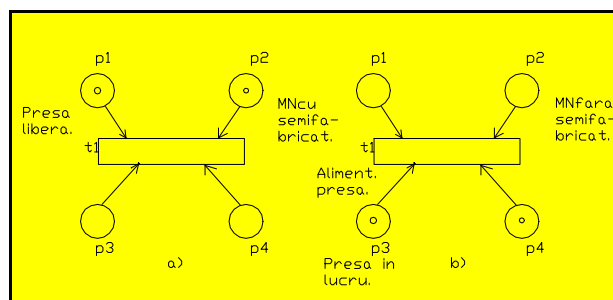 p1
p2
Presa
libera.
MNcu
semifa-
bricat.
t1
p3
p4
a)
p1
p2
MNfara
semifa-
bricat.
t1
Aliment.
presa.
p3
p4
Presa in
lucru.
b)